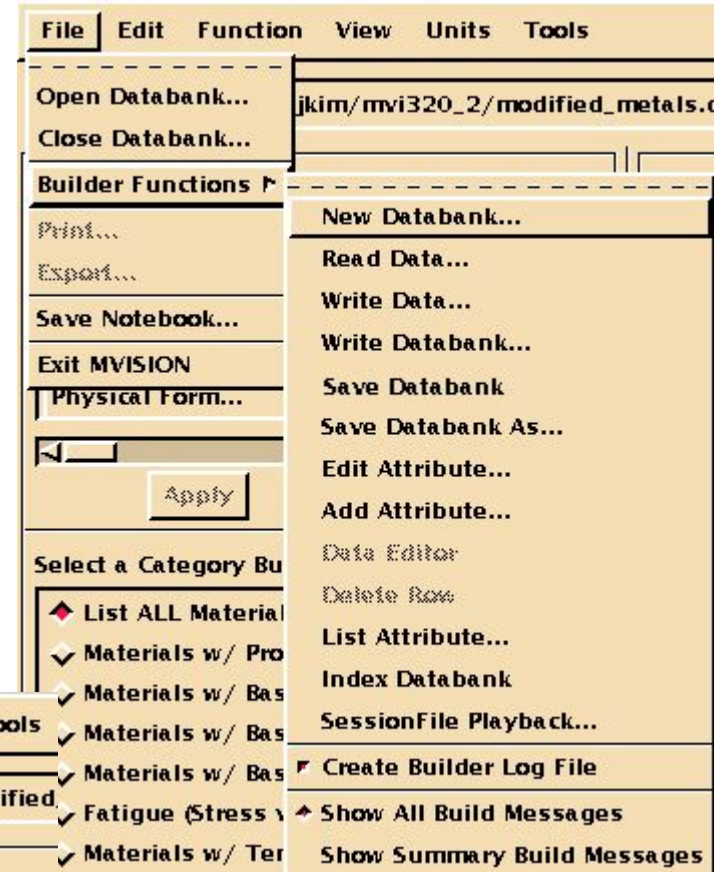 File Edit Function View Units Tools
Open Databank...
jkim/mvi320_2/modified_metals.
Close Databank...
Builder Functions
Print...
Export...
Save Notebook...
Exit MVISION
New Databank...
Read Data...
Write Data...
Write Databank...
Save Databank
Save Databank As...
Edit Attribute...
Add Attribute...
Data Editor
Delete Row
List Attribute...
Index Databank
SessionFile Playback...
Create Builder Log File
Show All Build Messages
Show Summary Build Messages
Physical Form...
Apply
Select a Category Bu
List ALL Material
Materials w/ Pro
Materials w/ Bas
Materials w/ Bas
Materials w/ Bas
Fatigue (Stress v
Materials w/ Ter
ools
ified